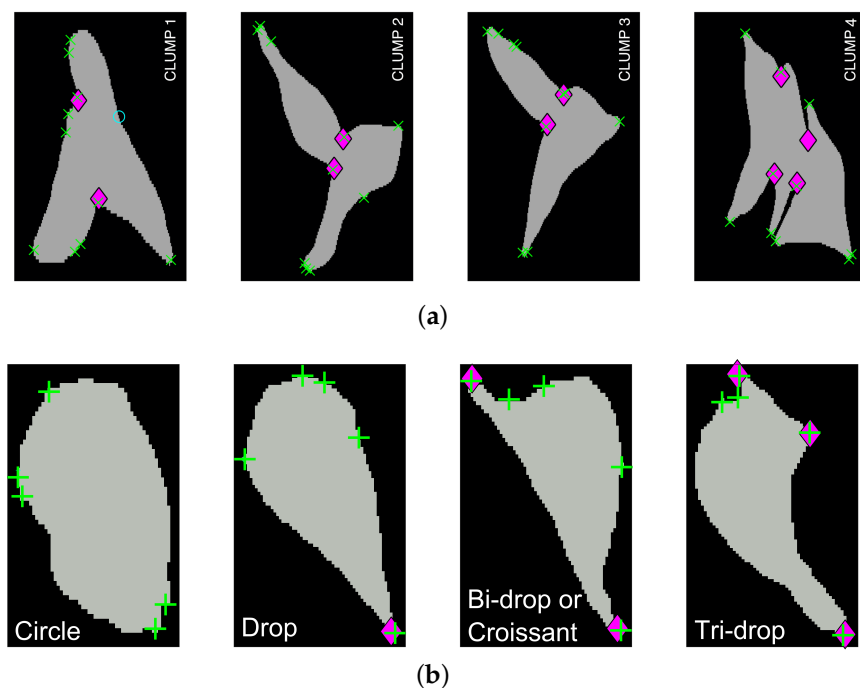 CLUMP 1
CLUMP 2
CLUMP 3
CLUMP 4
(a)
Circle
Drop
Bi-drop or
Croissant
Tri-drop
(b)